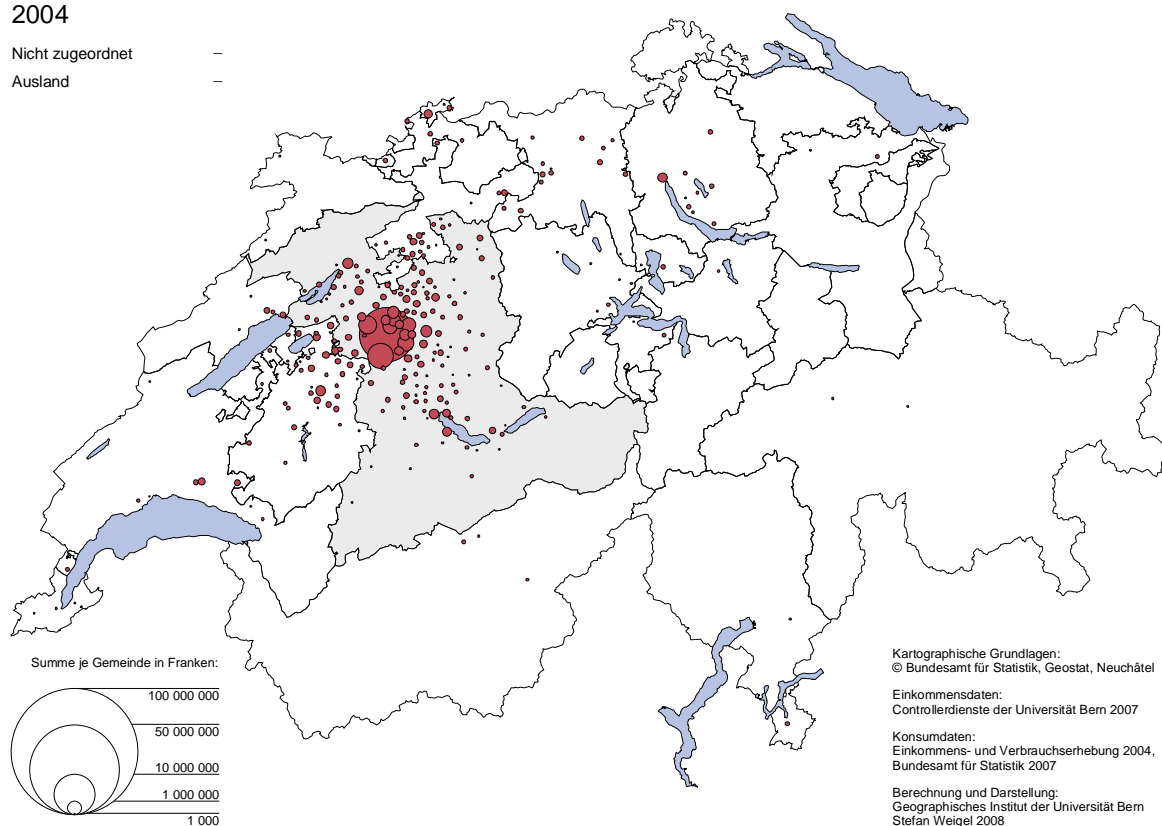 2004
Nicht zugeordnet –
Ausland –
Summe je Gemeinde in Franken:
100 000 000
50 000 000
10 000 000
1 000 000
1 000
Kartographische Grundlagen:
© Bundesamt für Statistik, Geostat, Neuchâtel
Einkommensdaten:
Controllerdienste der Universität Bern 2007
Konsumdaten:
Einkommens- und Verbrauchserhebung 2004,
Bundesamt für Statistik 2007
Berechnung und Darstellung:
Geographisches Institut der Universität Bern
Stefan Weigel 2008